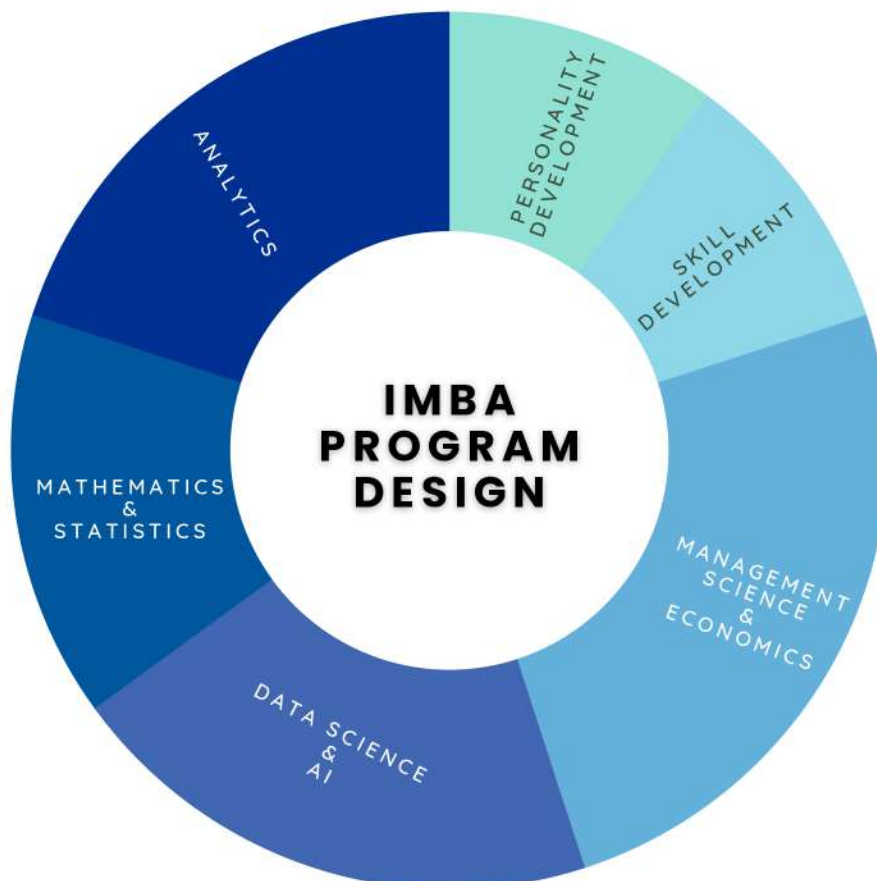 IMBA
PROGRAM
DESIGN
PERSONALITY
DEVELOPMENT
SKILL
DEVELOPMENT
MANAGEMENT
SCIENCE
&
ECONOMICS
DATA SCIENCE
&
AI
MATHEMATICS
&
STATISTICS
ANALYTICS